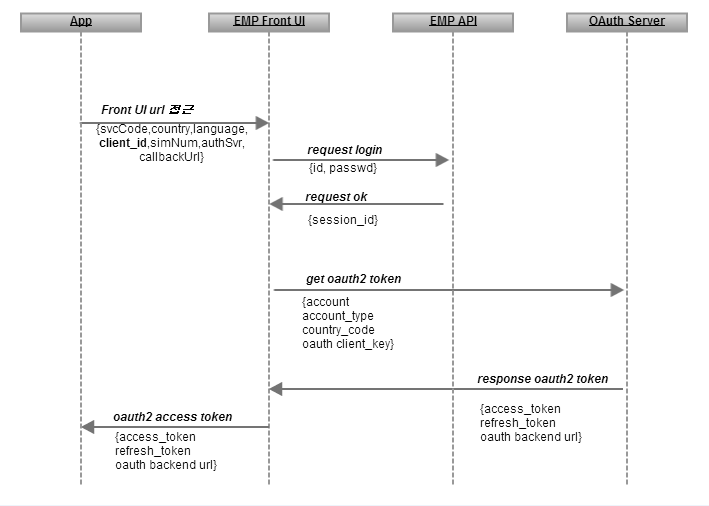 App
EMP Front UI
EMP API
OAuth Server
Front UI url 접근
{svcCode,country,language,
client_id,simNum,authSvr,
callbackUrl}
request login
{id, passwd}
request ok
{session_id}
get oauth2 token
{account
account_type
country_code
oauth client_key}
response oauth2 token
{access_token
refresh_token
oauth backend url}
oauth2 access token
{access_token
refresh_token
oauth backend url}